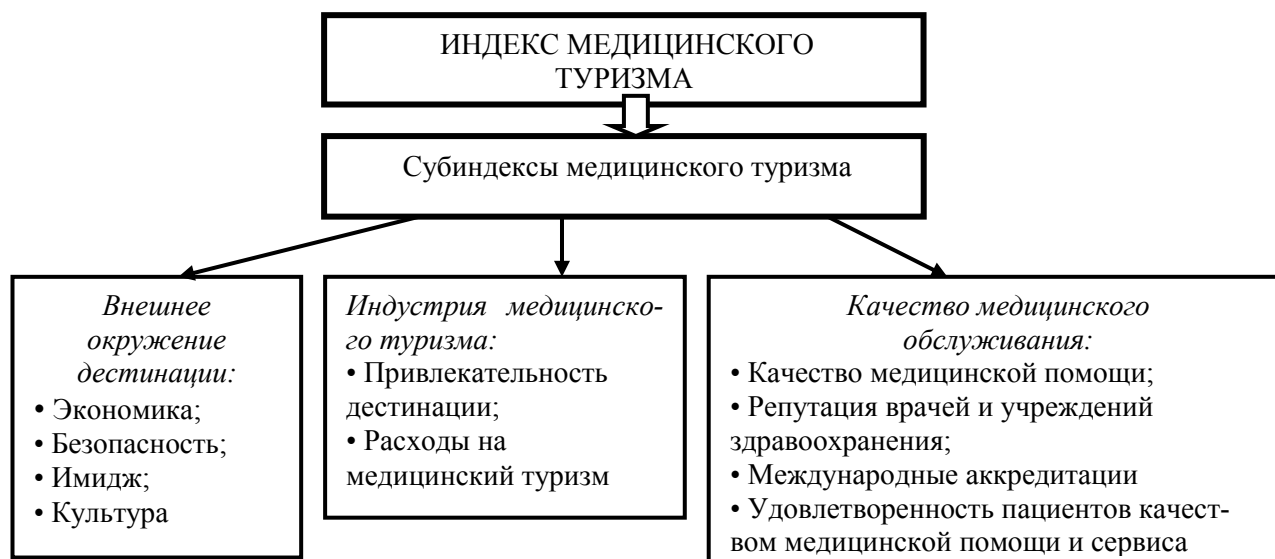 ИНДЕКС МЕДИЦИНСКОГО
ТУРИЗМА
Субиндексы медицинского туризма
Внешнее
окружение
дестинации:
• Экономика;
• Безопасность;
• Имидж;
• Культура
Индустрия медицинско-
го туризма:
• Привлекательность
дестинации;
• Расходы на
медицинский туризм
Качество медицинского
обслуживания:
• Качество медицинской помощи;
• Репутация врачей и учреждений
здравоохранения;
• Международные аккредитации
• Удовлетворенность пациентов качест-
вом медицинской помощи и сервиса